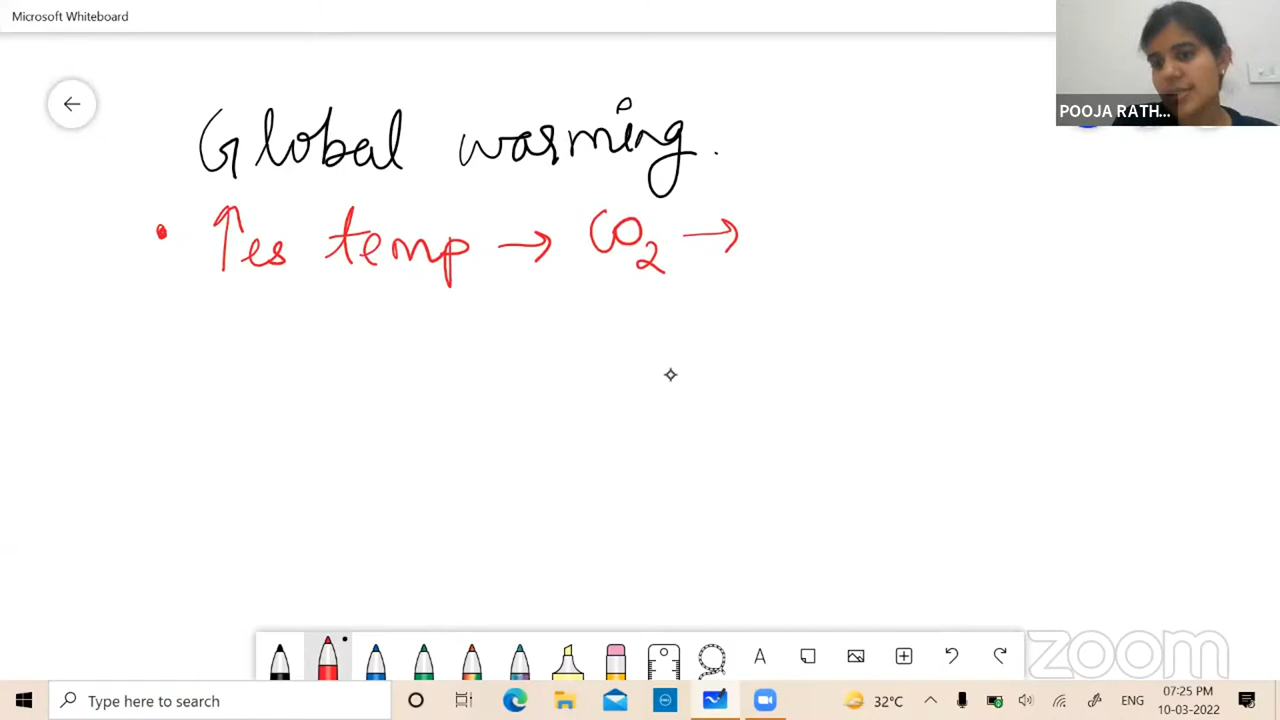 Microsoft Whiteboard
POOJA RATH...
Global warming.
• ↑es temp → CO2 →
A
zoom
Type here to search
32°C
ENG
07:25 PM
10-03-2022